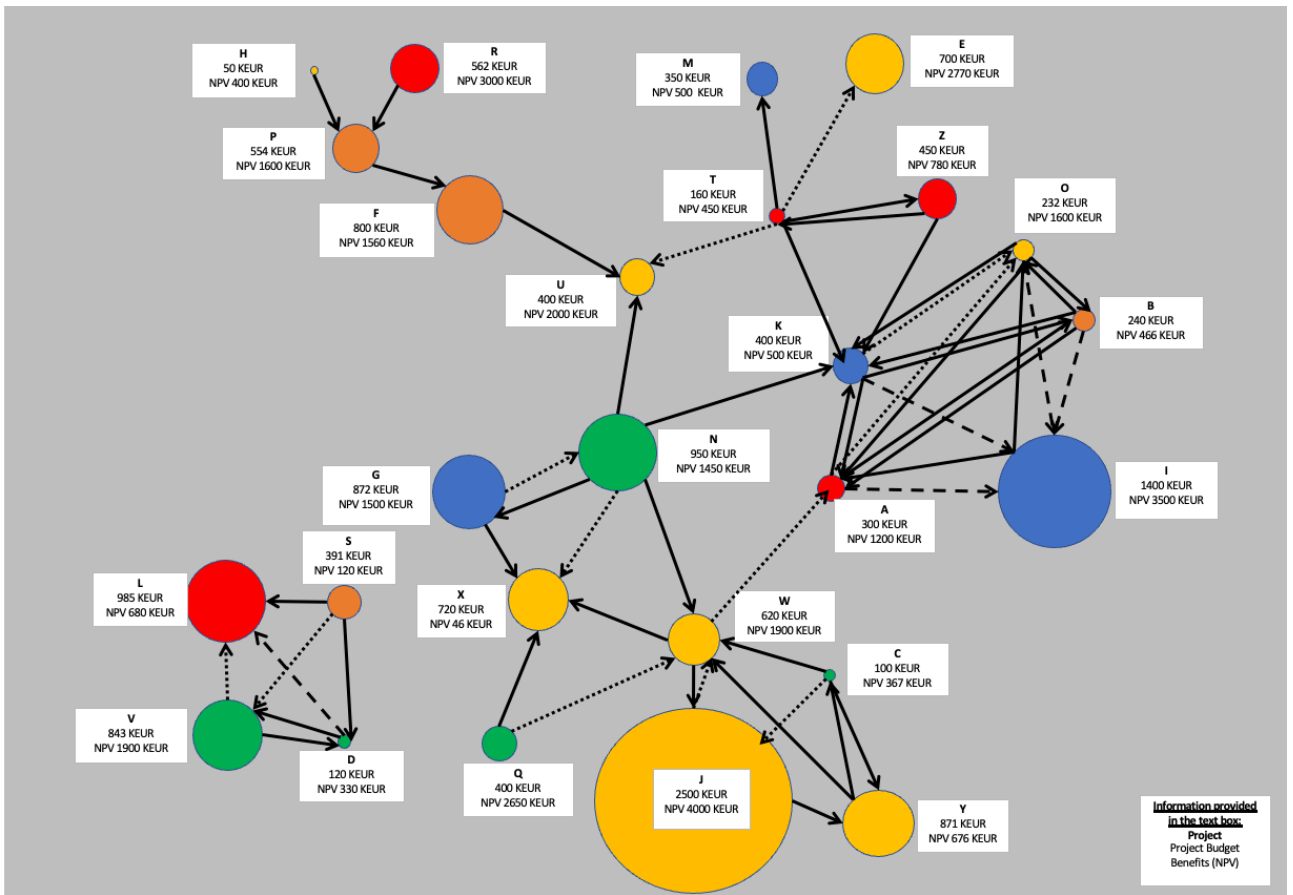 H
50 KEUR
NPV 400 KEUR
R
562 KEUR
NPV 3000 KEUR
M
350 KEUR
NPV 500 KEUR
E
700 KEUR
NPV 2770 KEUR
P
554 KEUR
NPV 1600 KEUR
Z
450 KEUR
NPV 780 KEUR
T
160 KEUR
NPV 450 KEUR
O
232 KEUR
NPV 1600 KEUR
F
800 KEUR
NPV 1560 KEUR
U
400 KEUR
NPV 2000 KEUR
K
400 KEUR
NPV 500 KEUR
B
240 KEUR
NPV 466 KEUR
N
950 KEUR
NPV 1450 KEUR
G
872 KEUR
NPV 1500 KEUR
I
1400 KEUR
NPV 3500 KEUR
A
300 KEUR
NPV 1200 KEUR
S
391 KEUR
NPV 120 KEUR
L
985 KEUR
NPV 680 KEUR
X
720 KEUR
NPV 46 KEUR
W
620 KEUR
NPV 1900 KEUR
C
100 KEUR
NPV 367 KEUR
V
843 KEUR
NPV 1900 KEUR
D
120 KEUR
NPV 330 KEUR
Q
400 KEUR
NPV 2650 KEUR
J
2500 KEUR
NPV 4000 KEUR
Y
871 KEUR
NPV 676 KEUR
Information provided
in the text box:
Project
Project Budget
Benefits (NPV)